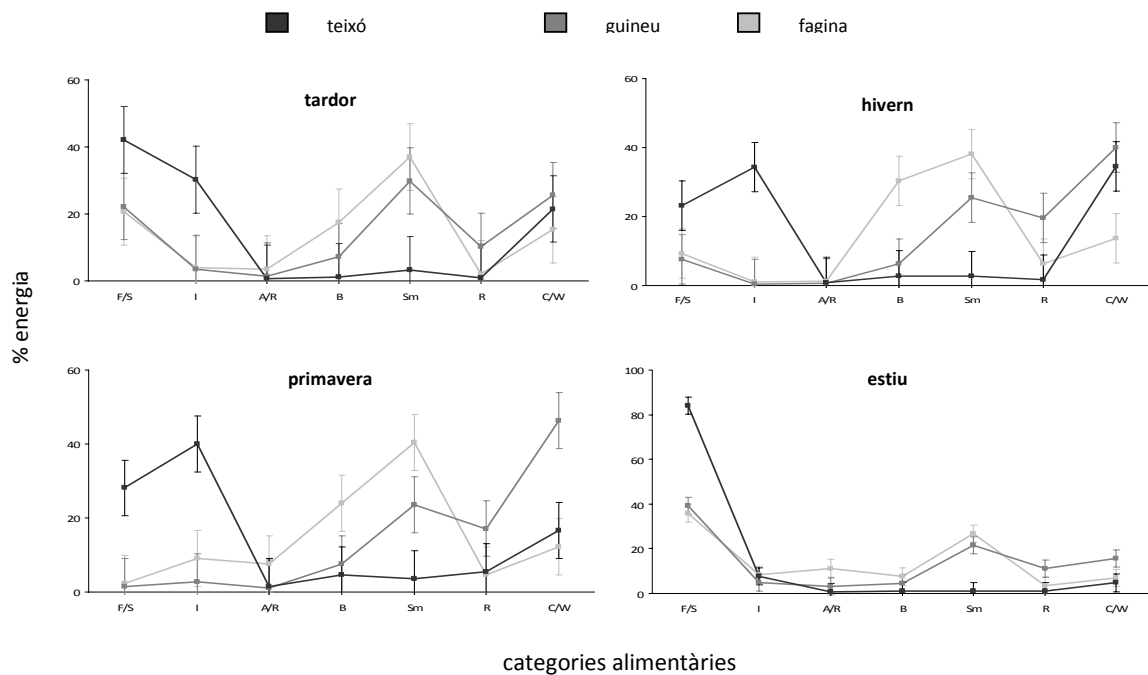 teixó guineu fagina
tardor
60
40
20
0
F/S I A/R B Sm R C/W
hivern
60
40
20
0
F/S I A/R B Sm R C/W
% energia
primavera
60
40
20
0
F/S I A/R B Sm R C/W
estiu
100
80
60
40
20
0
F/S I A/R B Sm R C/W
categories alimentàries